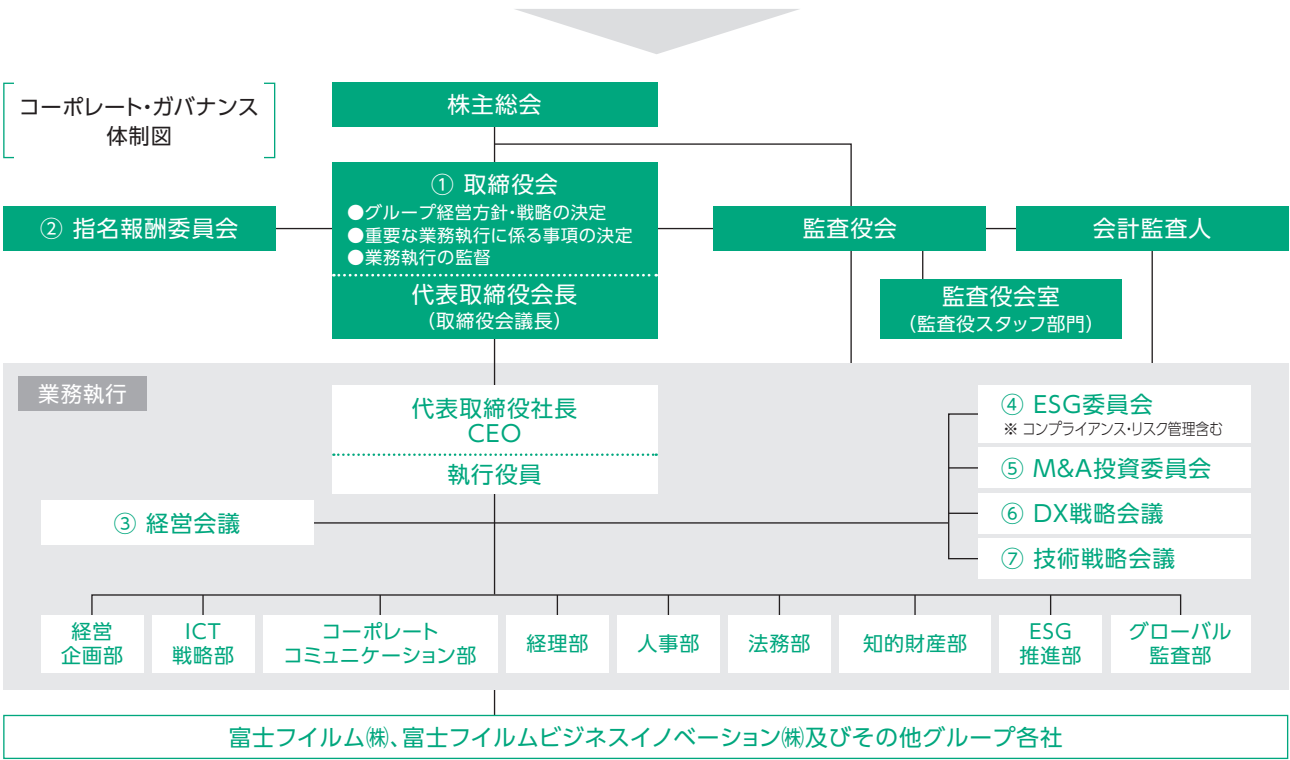 コーポレート・ガバナンス
体制図
株主総会
① 取締役会
●グループ経営方針・戦略の決定
●重要な業務執行に係る事項の決定
●業務執行の監督
代表取締役会長
（取締役会議長）
② 指名報酬委員会
監査役会
会計監査人
監査役会室
（監査役スタッフ部門）
業務執行
代表取締役社長
CEO
執行役員
③ 経営会議
④ ESG委員会
※ コンプライアンス・リスク管理含む
⑤ M&A投資委員会
⑥ DX戦略会議
⑦ 技術戦略会議
経営
企画部
ICT
戦略部
コーポレート
コミュニケーション部
経理部
人事部
法務部
知的財産部
ESG
推進部
グローバル
監査部
富士フイルム㈱、富士フイルムビジネスイノベーション㈱及びその他グループ各社